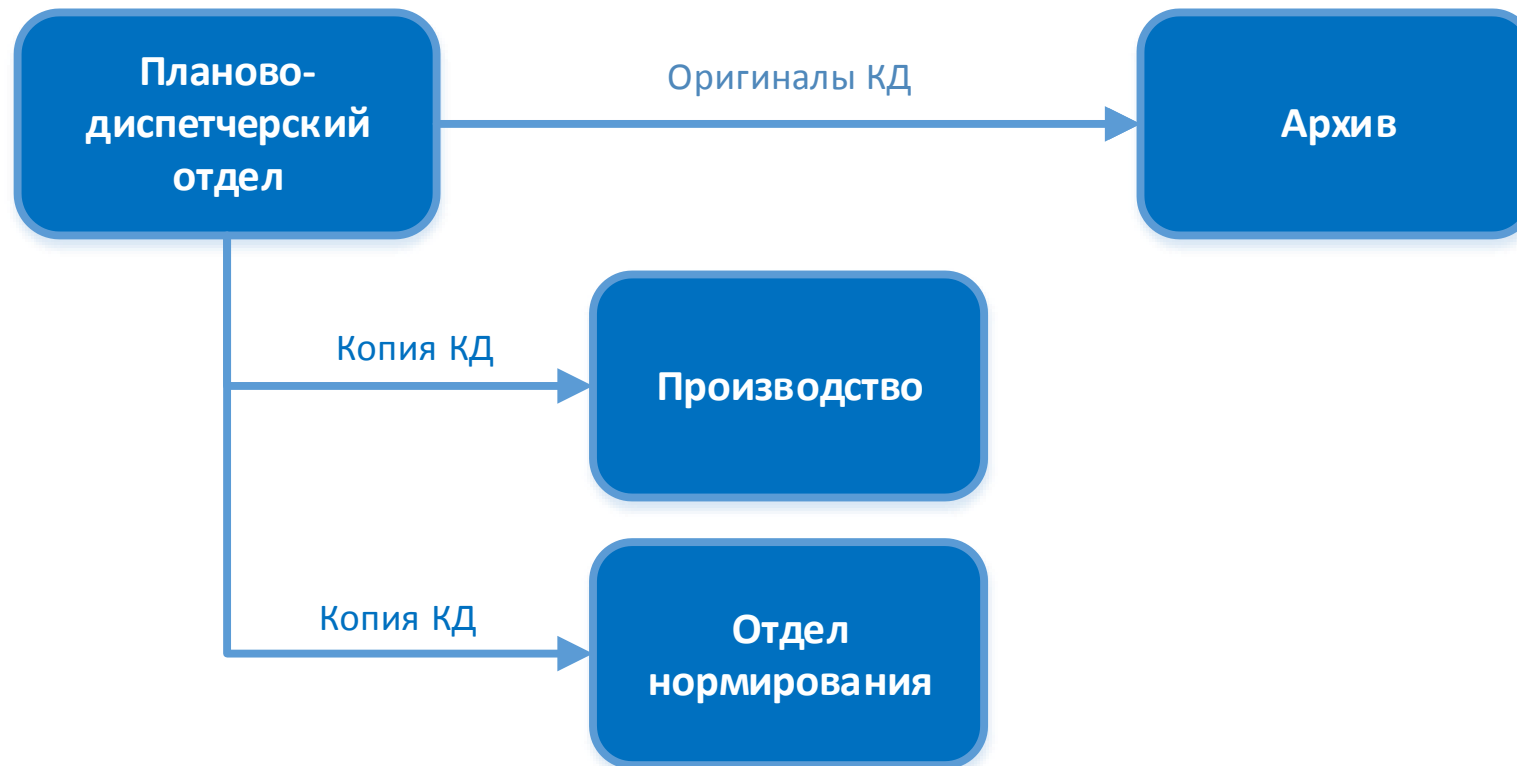 Планово-
диспетчерский
отдел
Оригиналы КД
Архив
Копия КД
Производство
Копия КД
Отдел
нормирования